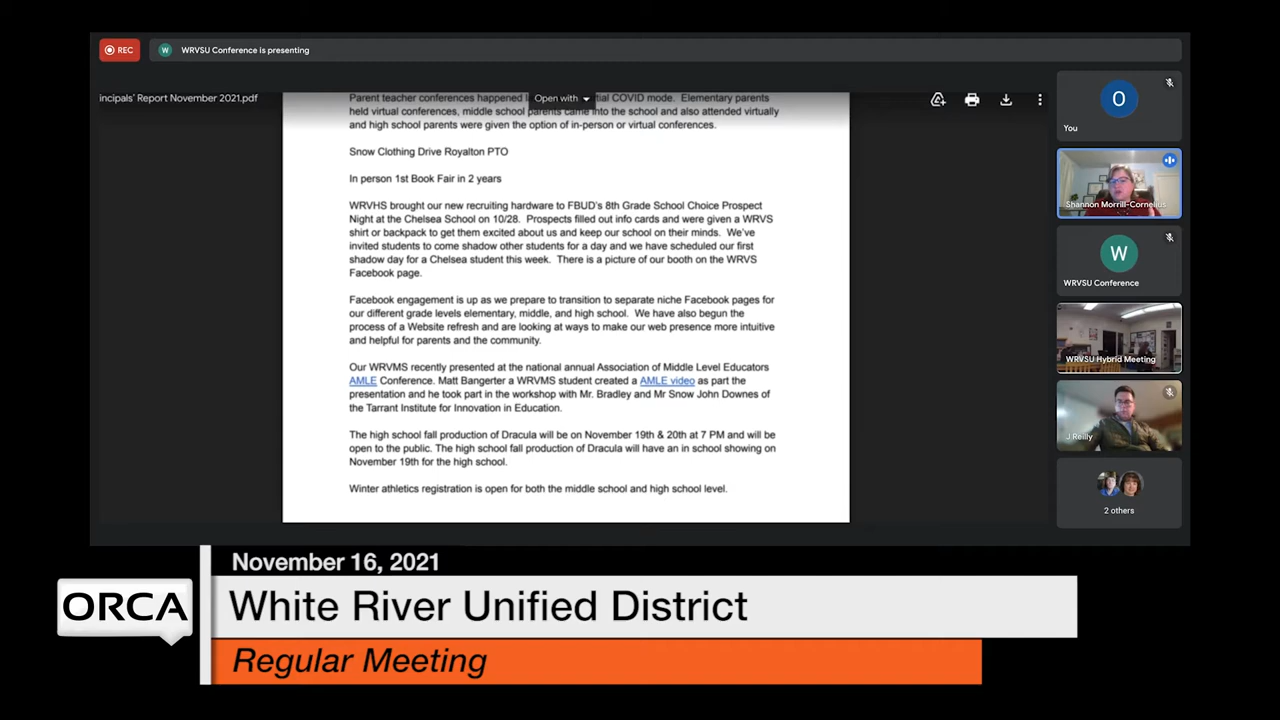 REC
W
WRVSU Conference is presenting
incipals' Report November 2021.pdf
Open with
Parent teacher conferences happened tial COVID mode. Elementary parents
held virtual conferences, middle school parents came into the school and also attended virtually
and high school parents were given the option of in-person or virtual conferences.
Snow Clothing Drive Royalton PTO
In person 1st Book Fair in 2 years
WRVHS brought our new recruiting hardware to FBUD's 8th Grade School Choice Prospect
Night at the Chelsea School on 10/28. Prospects filled out info cards and were given a WRVS
shirt or backpack to get them excited about us and keep our school on their minds. We've
invited students to come shadow other students for a day and we have scheduled our first
shadow day for a Chelsea student this week. There is a picture of our booth on the WRVS
Facebook page.
Facebook engagement is up as we prepare to transition to separate niche Facebook pages for
our different grade levels elementary, middle, and high school. We have also begun the
process of a Website refresh and are looking at ways to make our web presence more intuitive
and helpful for parents and the community.
Our WRVMS recently presented at the national annual Association of Middle Level Educators
AMLE Conference. Matt Bangerter a WRVMS student created a AMLE video as part the
presentation and he took part in the workshop with Mr. Bradley and Mr Snow John Downes of
the Tarrant Institute for Innovation in Education.
The high school fall production of Dracula will be on November 19th & 20th at 7 PM and will be
open to the public. The high school fall production of Dracula will have an in school showing on
November 19th for the high school.
Winter athletics registration is open for both the middle school and high school level.
O
You
Shannon Morrill-Cornelius
W
WRVSU Conference
WRVSU Hybrid Meeting
J Reilly
2 others
November 16, 2021
ORCA
White River Unified District
Regular Meeting